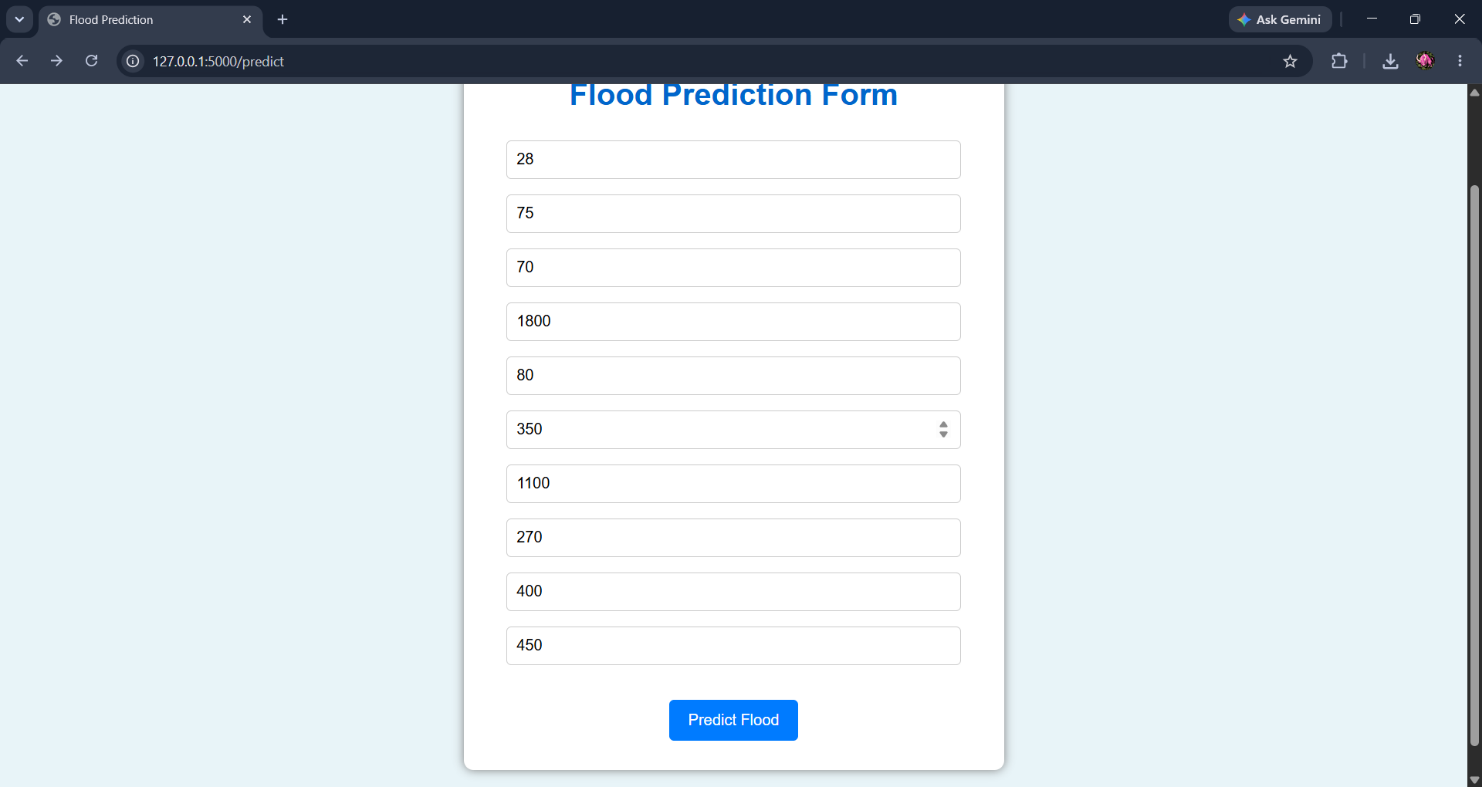 Flood Prediction
Ask Gemini
127.0.0.1:5000/predict
Flood Prediction Form
28
75
70
1800
80
350
1100
270
400
450
Predict Flood